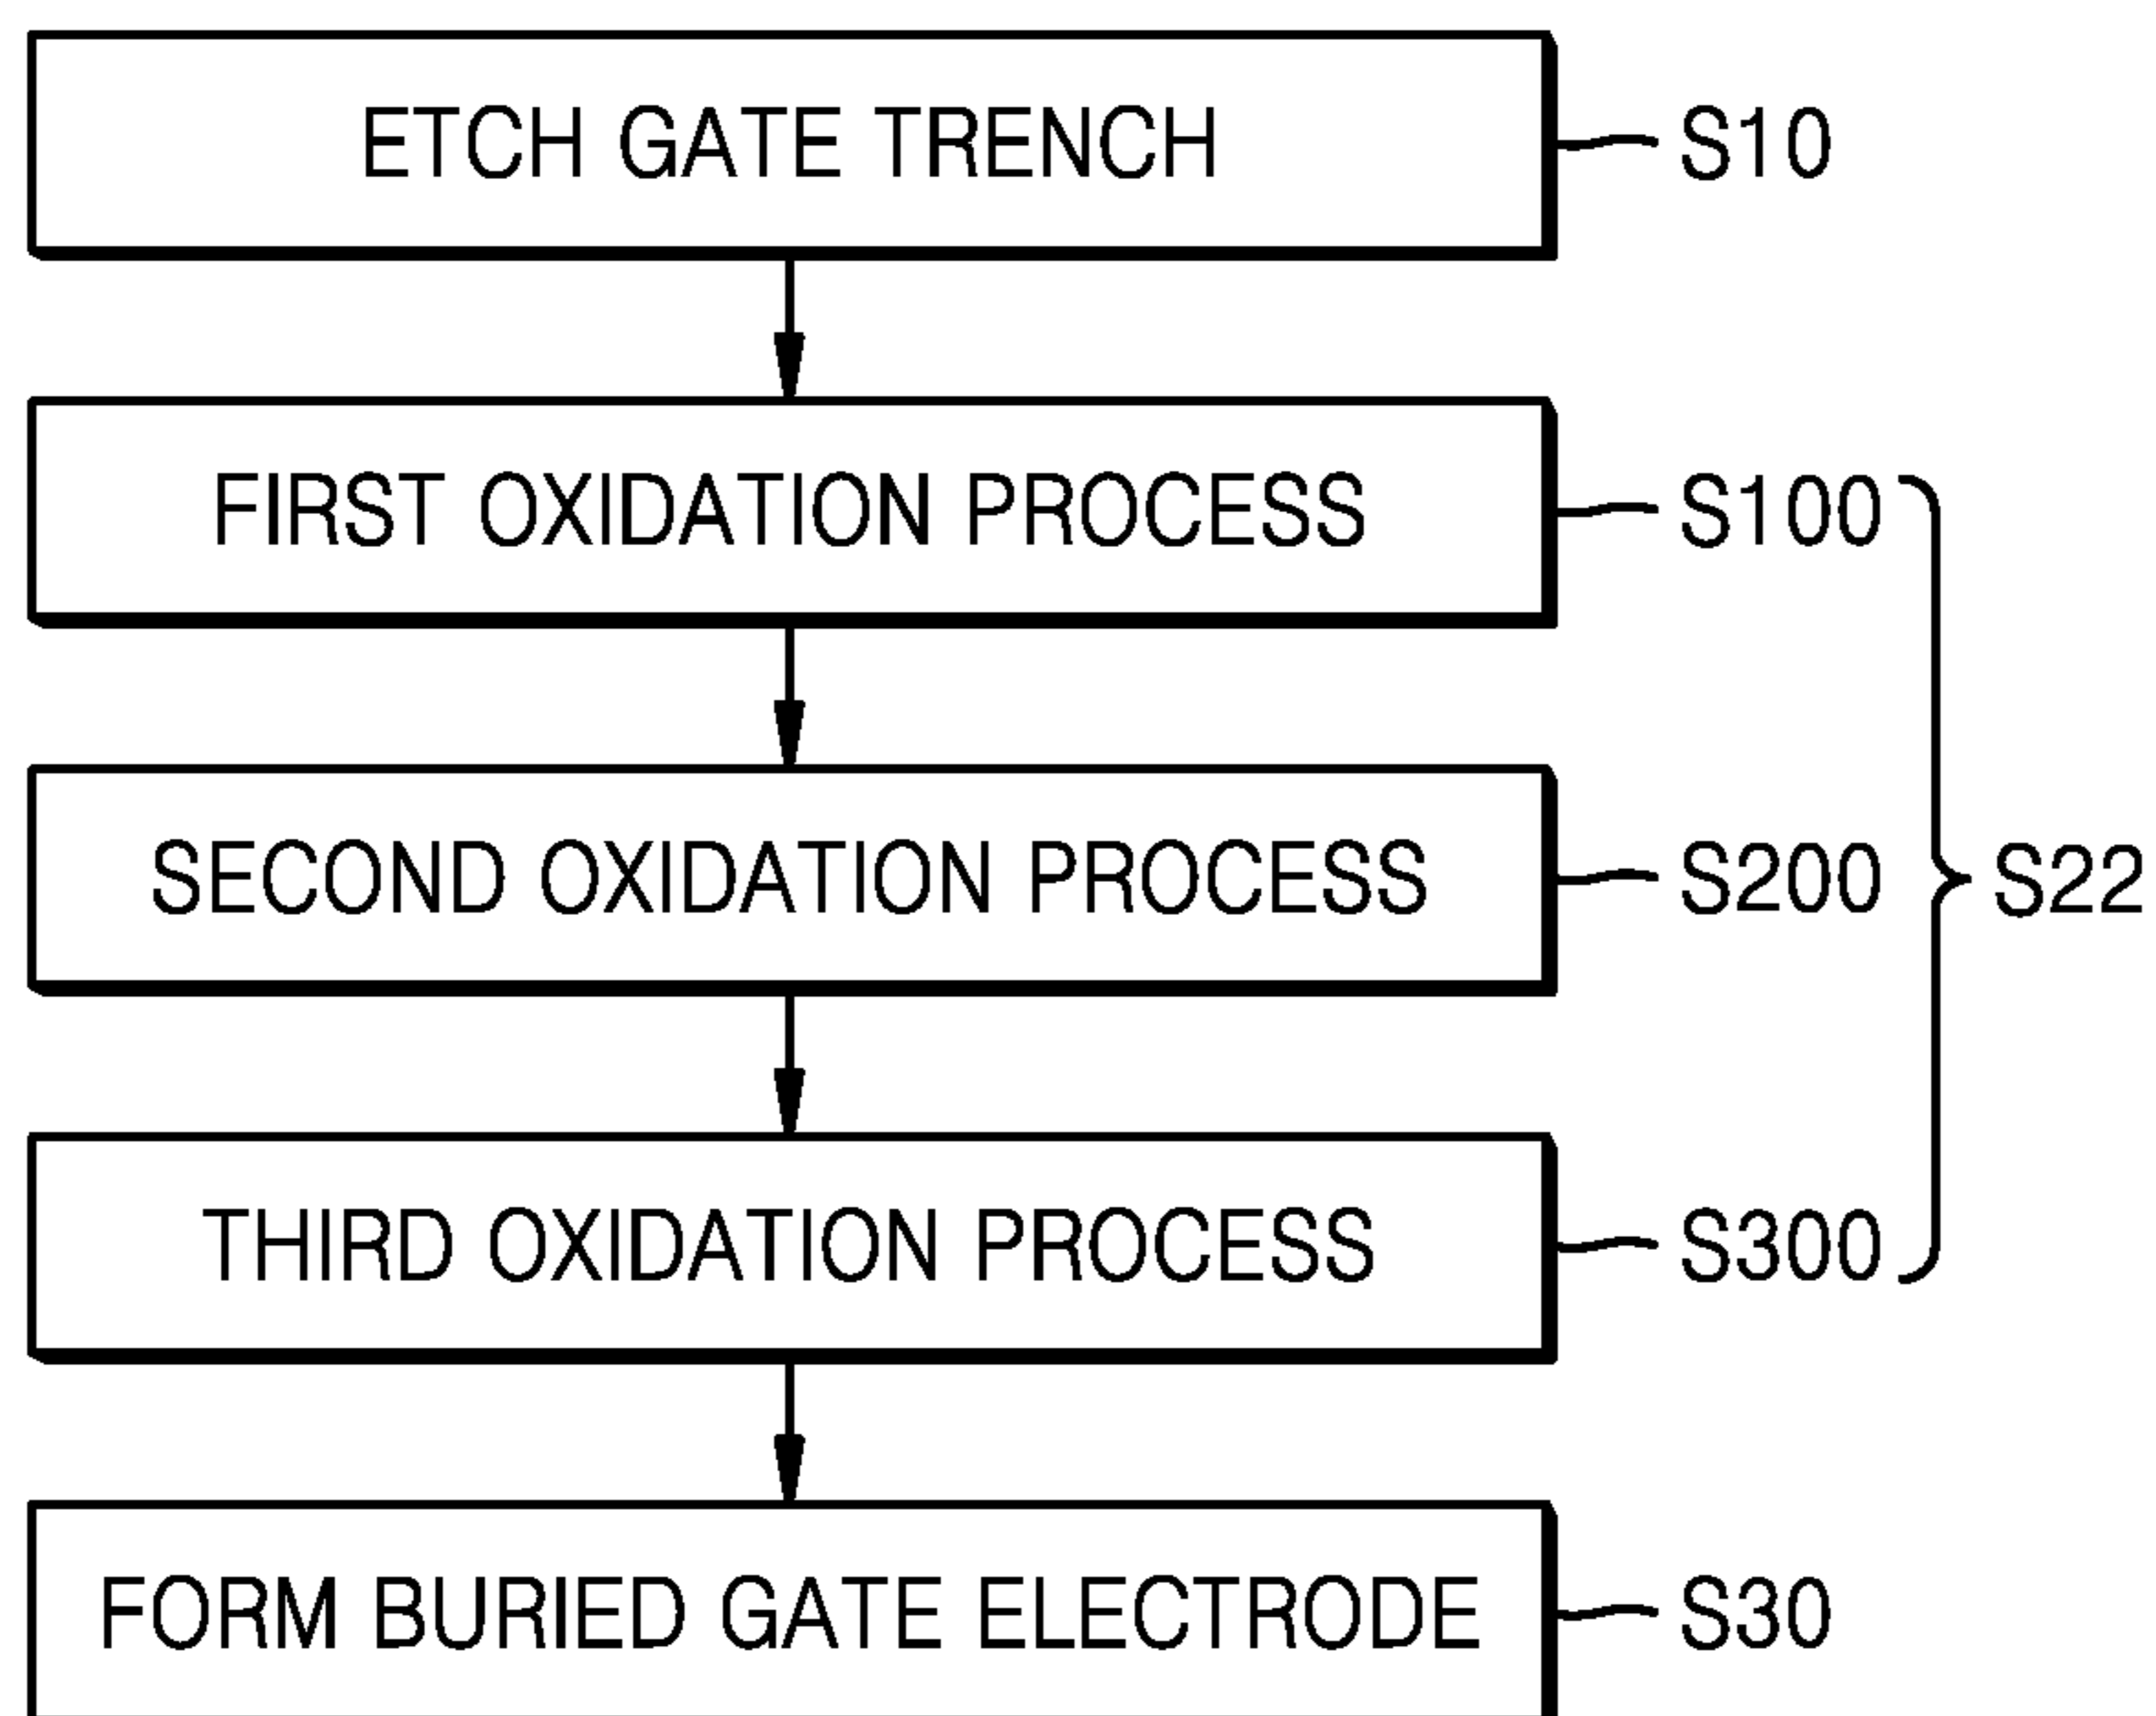 ETCH GATE TRENCH S10
FIRST OXIDATION PROCESS S100
SECOND OXIDATION PROCESS S200 S22
THIRD OXIDATION PROCESS S300
FORM BURIED GATE ELECTRODE S30